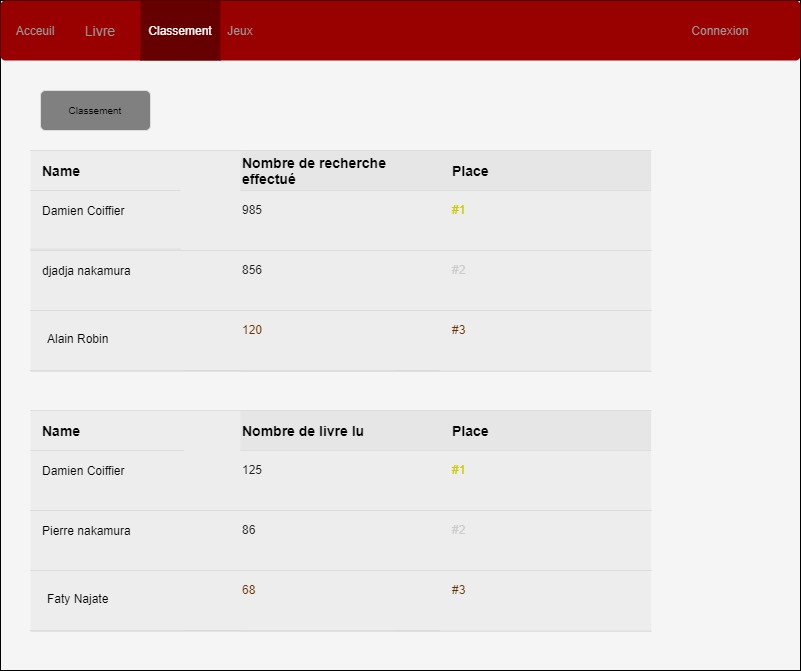 Acceuil Livre Classement Jeux Connexion
Classement
Name Nombre de recherche effectué Place
Damien Coiffier 985 #1
djadja nakamura 856 #2
Alain Robin 120 #3
Name Nombre de livre lu Place
Damien Coiffier 125 #1
Pierre nakamura 86 #2
Faty Najate 68 #3